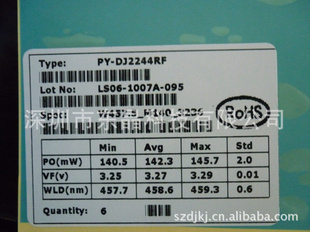 Type: PY-DJ2244RF
Lot No: LS06-1007A-095
Spec:
RoHS
Min Avg Max Std
PO(mW) 140.5 142.3 145.7 2.0
VF(v) 3.25 3.27 3.29 0.01
WLD(nm) 457.7 458.6 459.3 0.6
Quantity: 6
szdjkj.cn